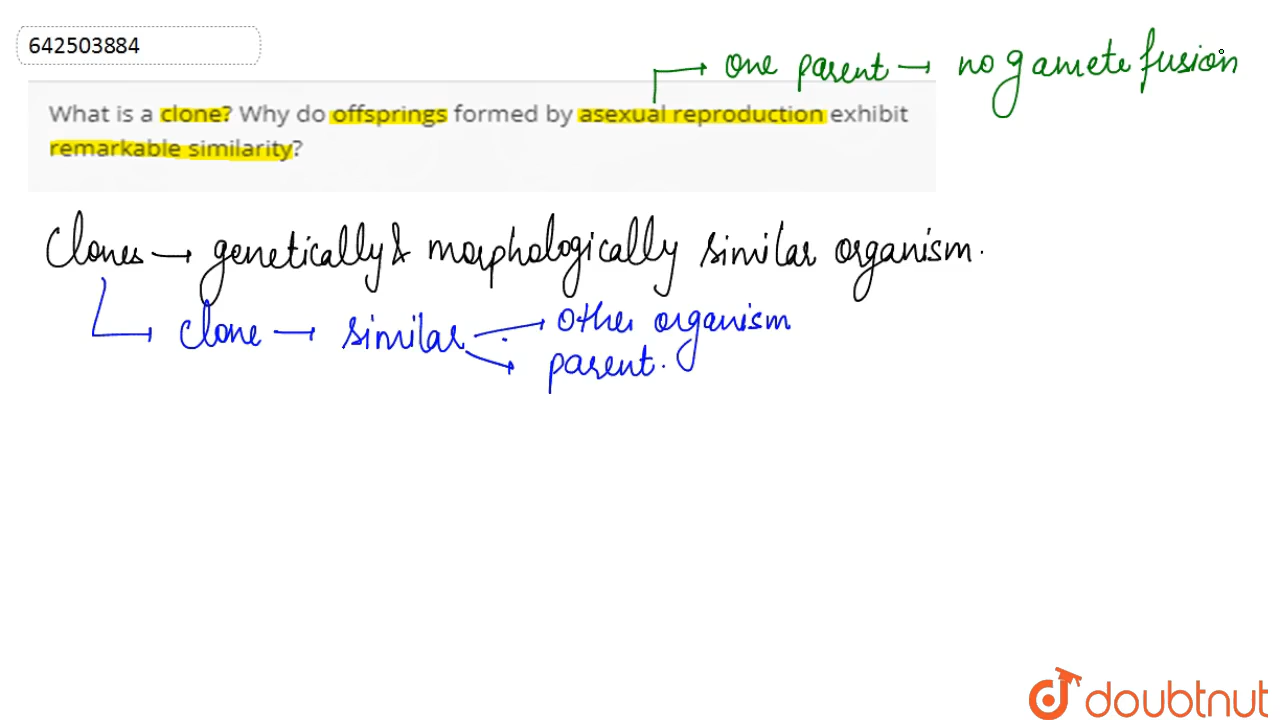 642503884
one parent → no gamete fusion
What is a clone? Why do offsprings formed by asexual reproduction exhibit
remarkable similarity?
Clones → genetically & morphologically similar organism.
clone → similar → other organism
→ parent.
doubtnut